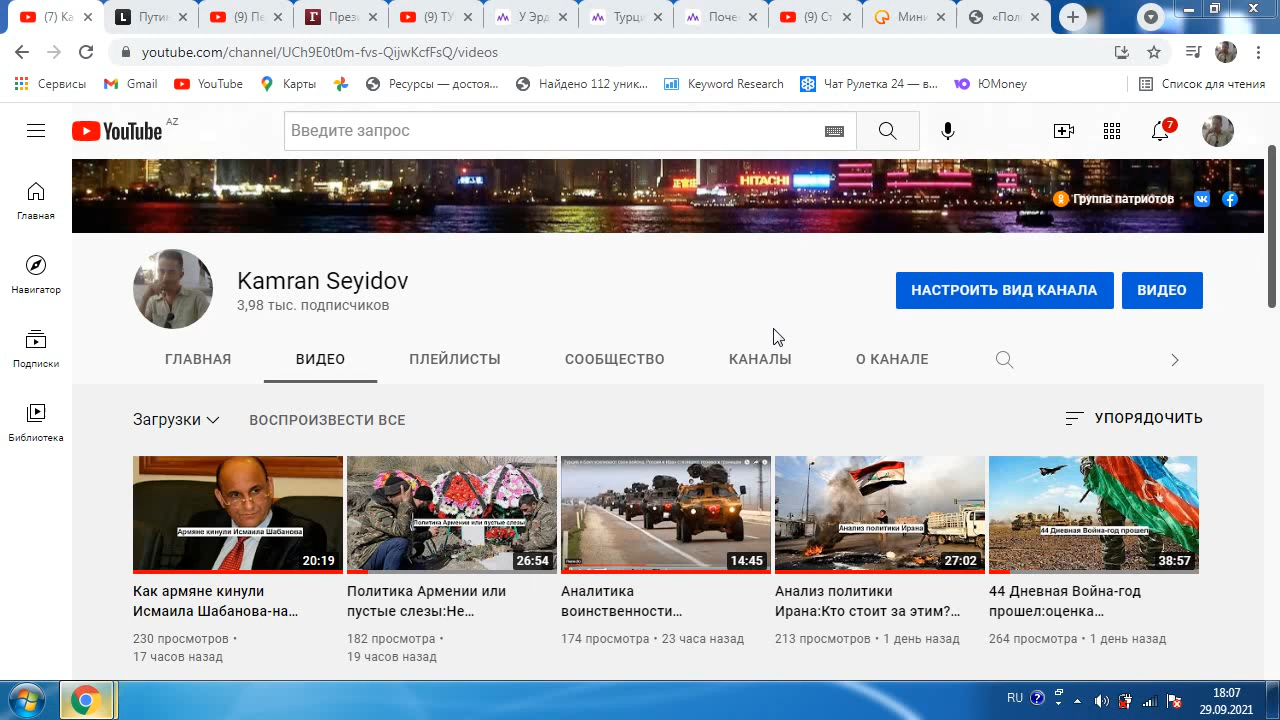 (7) Ка
Пути
(9) Пе
През
(9) ТУ
У Эрд
Турц
Поче
(9) Ст
Мини
«Пол
youtube.com/channel/UCh9E0t0m-fvs-QijwKcfFsQ/videos
Сервисы Gmail YouTube Карты Ресурсы — достоя... Найдено 112 уник... Keyword Research Чат Рулетка 24 — в... ЮMoney Список для чтения
YouTube AZ
Введите запрос
7
Главная
Навигатор
Подписки
Библиотека
HITACHI
Группа патриотов
Kamran Seyidov
3,98 тыс. подписчиков
НАСТРОИТЬ ВИД КАНАЛА ВИДЕО
ГЛАВНАЯ ВИДЕО ПЛЕЙЛИСТЫ СООБЩЕСТВО КАНАЛЫ О КАНАЛЕ
Загрузки ВОСПРОИЗВЕСТИ ВСЕ УПОРЯДОЧИТЬ
Армяне кинули Исмаила Шабанова
20:19
Как армяне кинули
Исмаила Шабанова-на...
230 просмотров •
17 часов назад
Политика Армении или пустые слезы
26:54
Политика Армении или
пустые слезы:Не...
182 просмотра •
19 часов назад
14:45
Аналитика
воинственности...
174 просмотра • 23 часа назад
Анализ политики Ирана
27:02
Анализ политики
Ирана:Кто стоит за этим?...
213 просмотров • 1 день назад
44 Дневная Война-год прошел
38:57
44 Дневная Война-год
прошел:оценка...
264 просмотра • 1 день назад
RU
18:07
29.09.2021